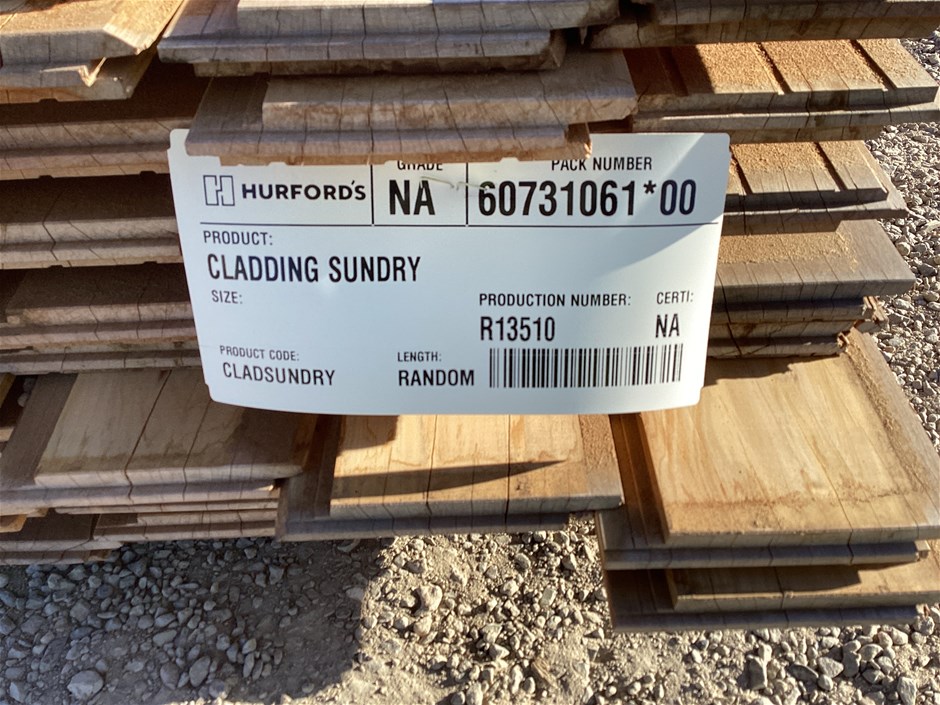 GRADE PACK NUMBER
HURFORD'S NA 60731061*00
PRODUCT:
CLADDING SUNDRY
SIZE: PRODUCTION NUMBER: CERTI:
R13510 NA
PRODUCT CODE: LENGTH:
CLADSUNDRY RANDOM